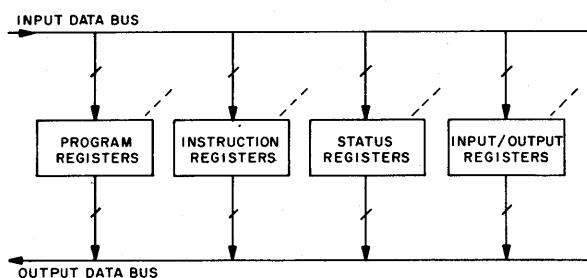 INPUT DATA BUS
PROGRAM
REGISTERS
INSTRUCTION
REGISTERS
STATUS
REGISTERS
INPUT/OUTPUT
REGISTERS
OUTPUT DATA BUS